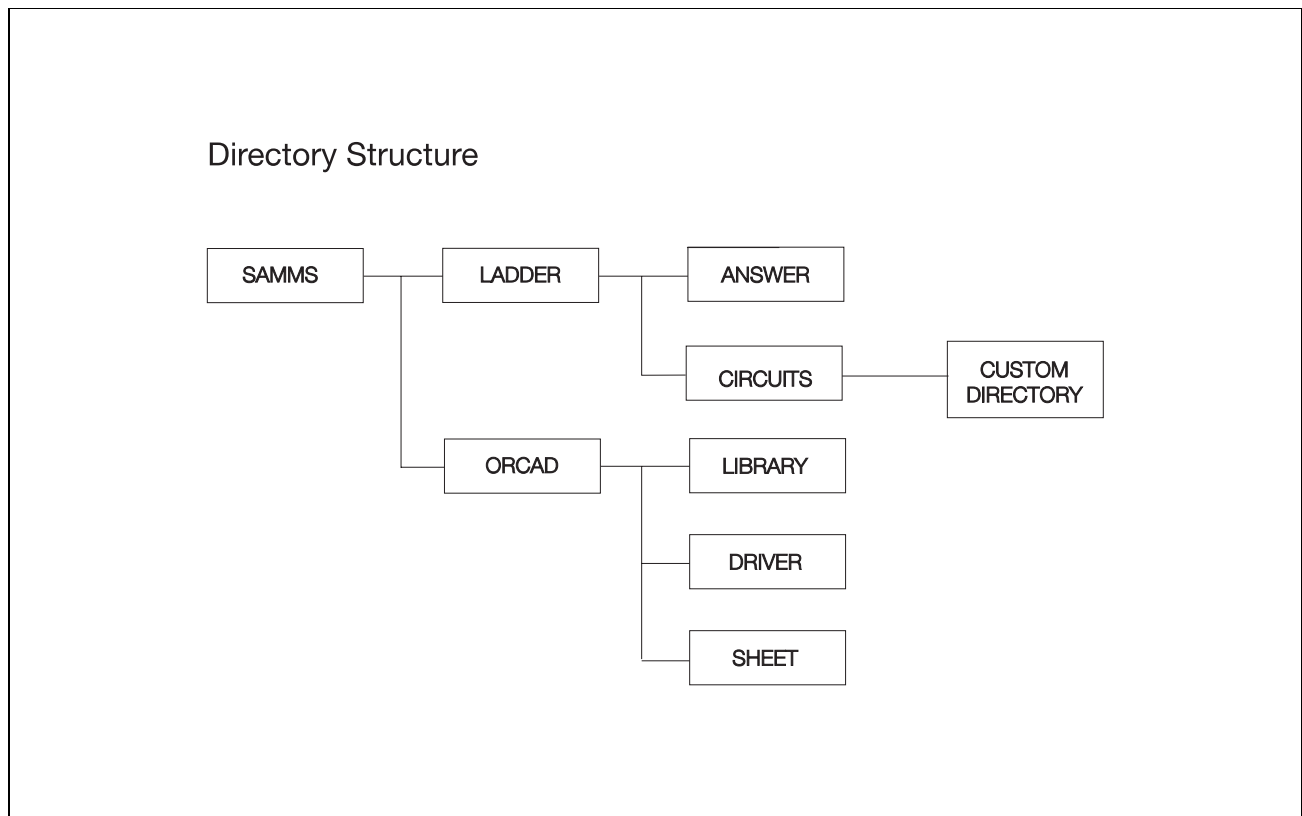 Directory Structure
SAMMS
LADDER
ANSWER
CIRCUITS
CUSTOM
DIRECTORY
ORCAD
LIBRARY
DRIVER
SHEET